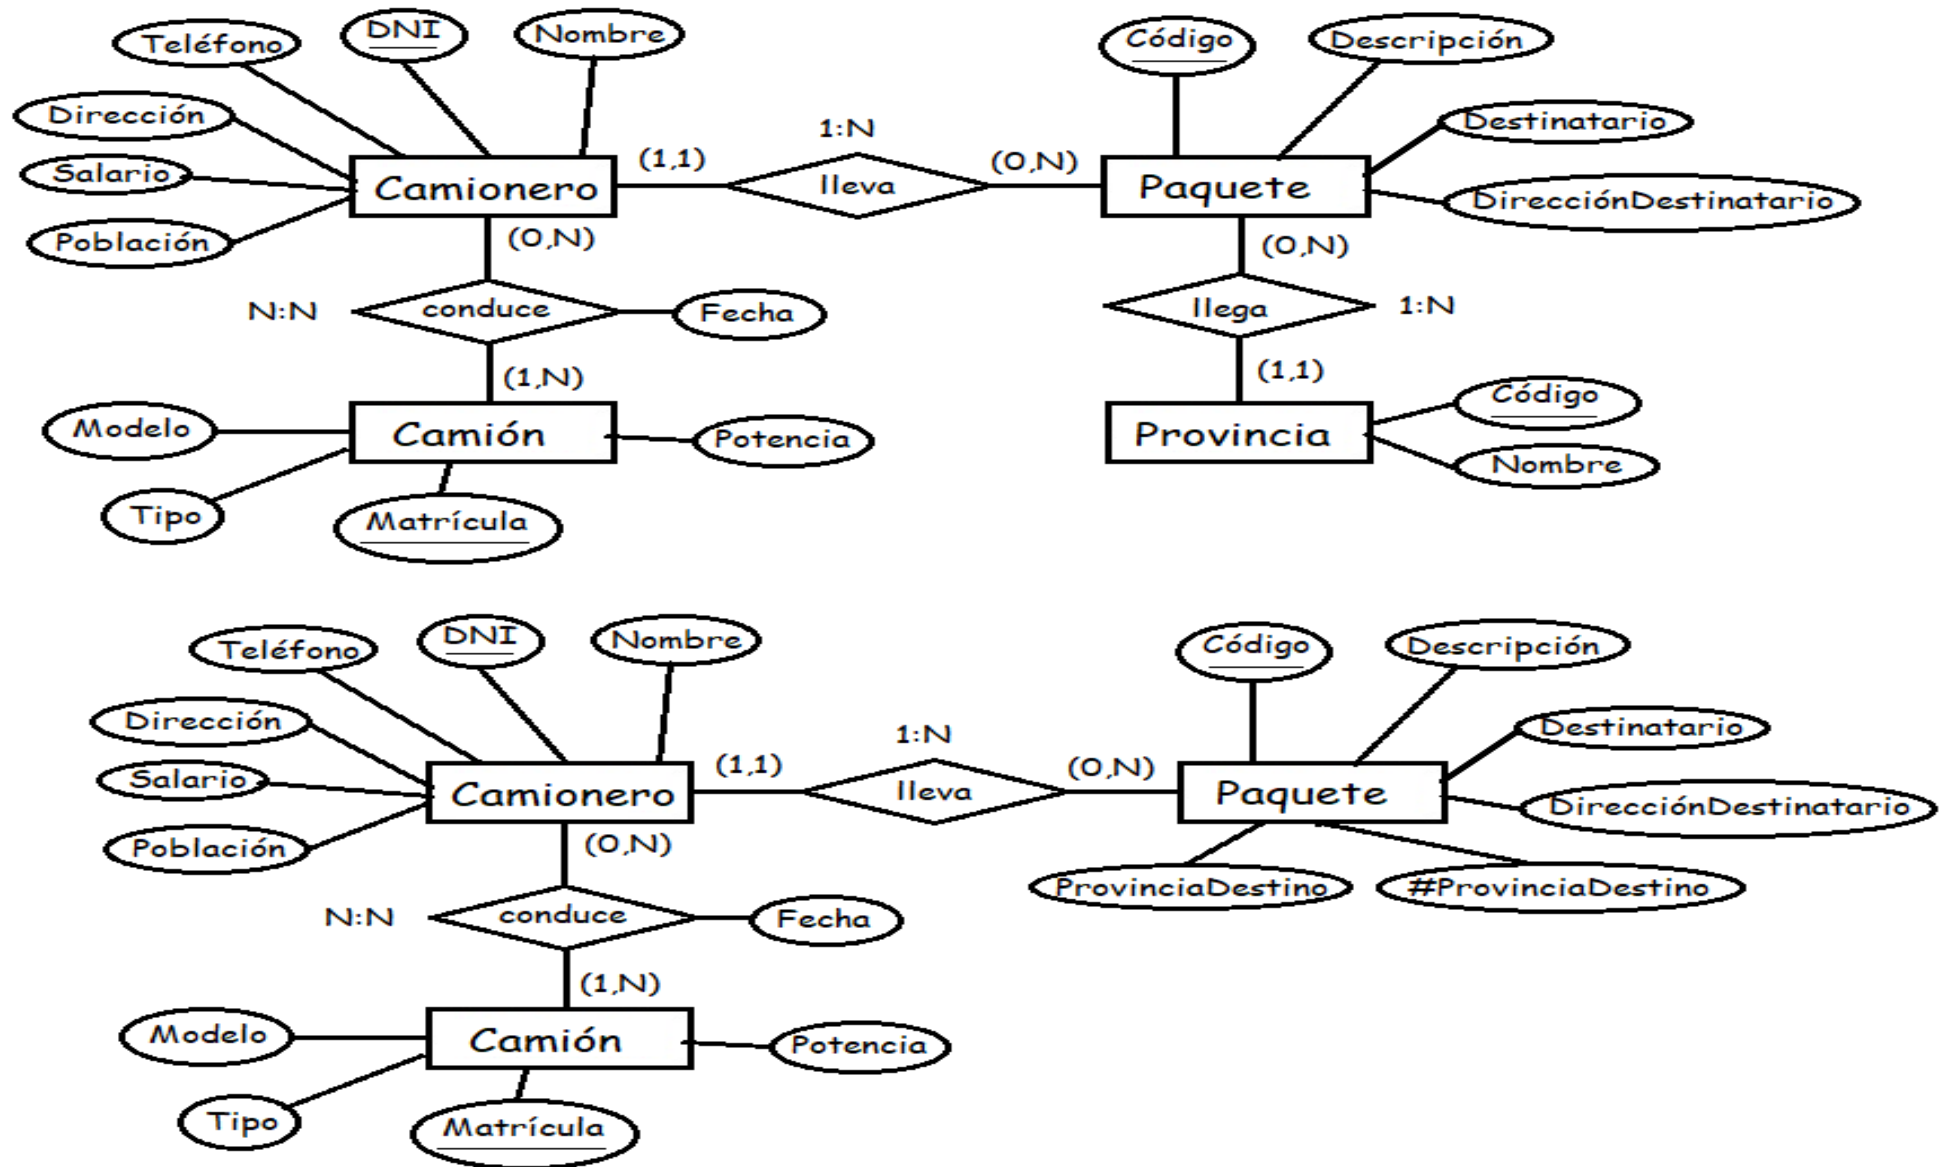 Teléfono
DNI
Nombre
Código
Descripción
Dirección
Destinatario
1:N
Salario
(1,1)
(0,N)
Camionero
lleva
Paquete
DirecciónDestinatario
Población
(0,N)
(0,N)
N:N
conduce
Fecha
llega
1:N
(1,N)
(1,1)
Código
Modelo
Camión
Potencia
Provincia
Nombre
Tipo
Matrícula
Teléfono
DNI
Nombre
Código
Descripción
Dirección
Destinatario
1:N
Salario
(1,1)
(0,N)
Camionero
lleva
Paquete
DirecciónDestinatario
Población
(0,N)
ProvinciaDestino
#ProvinciaDestino
N:N
conduce
Fecha
(1,N)
Modelo
Camión
Potencia
Tipo
Matrícula